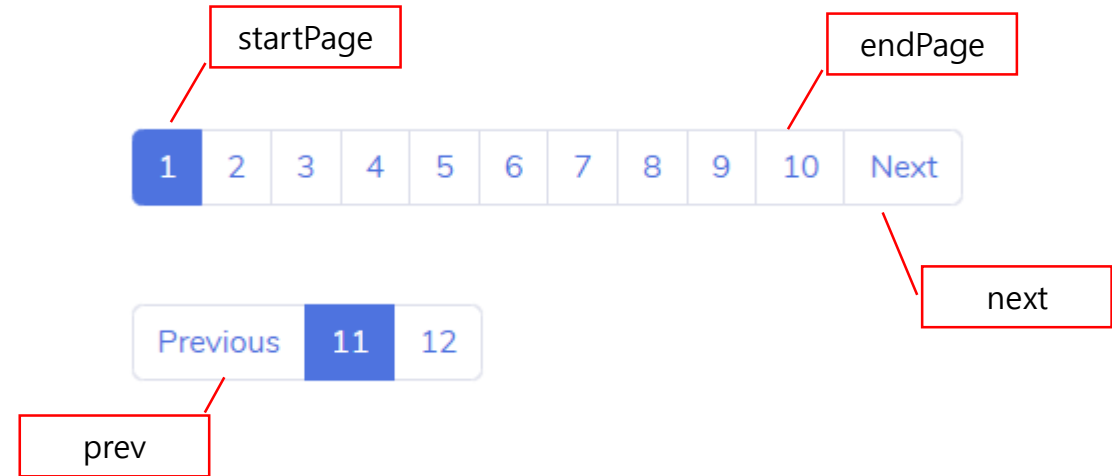 startPage
endPage
1 2 3 4 5 6 7 8 9 10 Next
next
Previous 11 12
prev